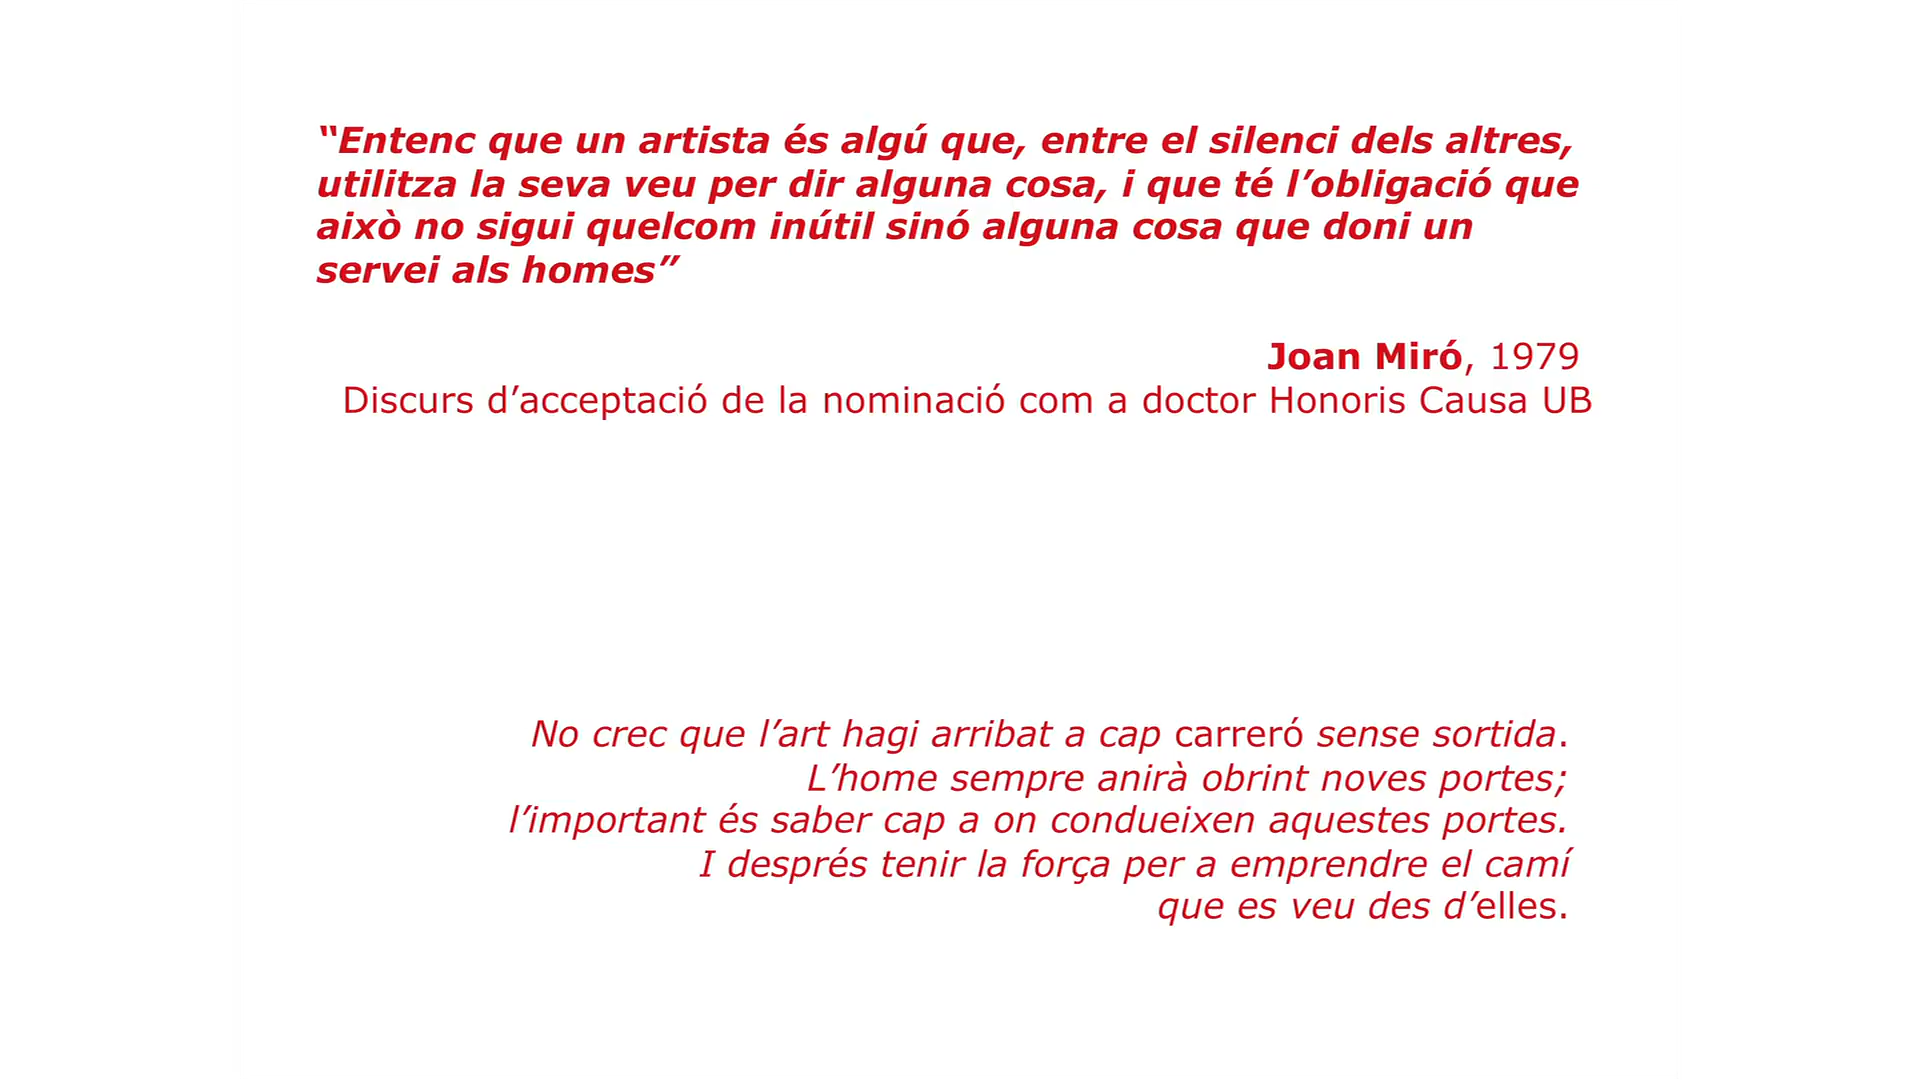 “Entenc que un artista és algú que, entre el silenci dels altres,
utilitza la seva veu per dir alguna cosa, i que té l’obligació que
això no sigui quelcom inútil sinó alguna cosa que doni un
servei als homes”
Joan Miró, 1979
Discurs d’acceptació de la nominació com a doctor Honoris Causa UB
No crec que l’art hagi arribat a cap carreró sense sortida.
L’home sempre anirà obrint noves portes;
l’important és saber cap a on condueixen aquestes portes.
I després tenir la força per a emprendre el camí
que es veu des d’elles.